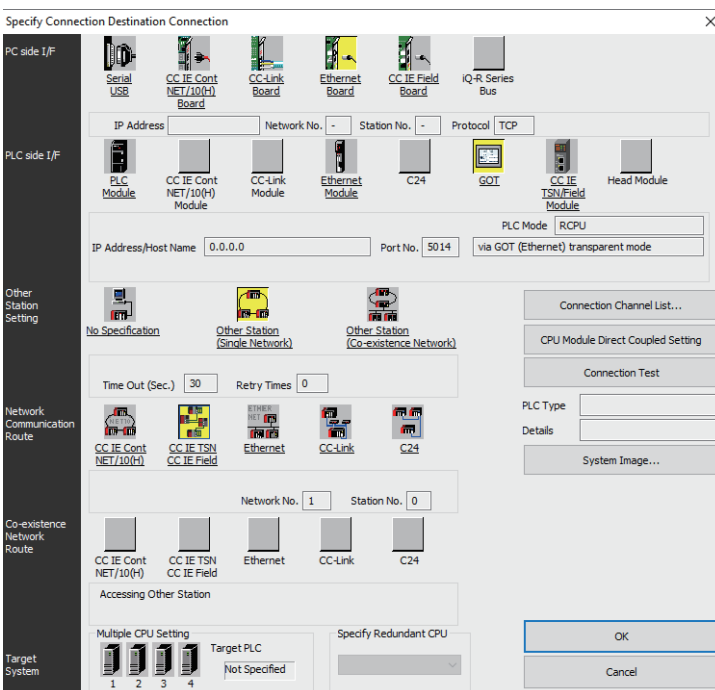 Specify Connection Destination Connection
PC side I/F
Serial
USB
CC IE Cont
NET/10(H)
Board
CC-Link
Board
Ethernet
Board
CC IE Field
Board
iQ-R Series
Bus
IP Address
Network No. -
Station No. -
Protocol TCP
PLC side I/F
PLC
Module
CC IE Cont
NET/10(H)
Module
CC-Link
Module
Ethernet
Module
C24
GOT
CC IE
TSN/Field
Module
Head Module
PLC Mode RCPU
IP Address/Host Name 0.0.0.0
Port No. 5014
via GOT (Ethernet) transparent mode
Other
Station
Setting
No Specification
Other Station
(Single Network)
Other Station
(Co-existence Network)
Time Out (Sec.) 30
Retry Times 0
Connection Channel List...
CPU Module Direct Coupled Setting
Connection Test
PLC Type
Details
System Image...
Network
Communication
Route
NET10
CC IE Cont
NET/10(H)
CC IE TSN
CC IE Field
ETHER
NET
Ethernet
CC-Link
C24
Network No. 1
Station No. 0
Co-existence
Network
Route
CC IE Cont
NET/10(H)
CC IE TSN
CC IE Field
Ethernet
CC-Link
C24
Accessing Other Station
Target
System
Multiple CPU Setting
1 2 3 4
Target PLC
Not Specified
Specify Redundant CPU
OK
Cancel